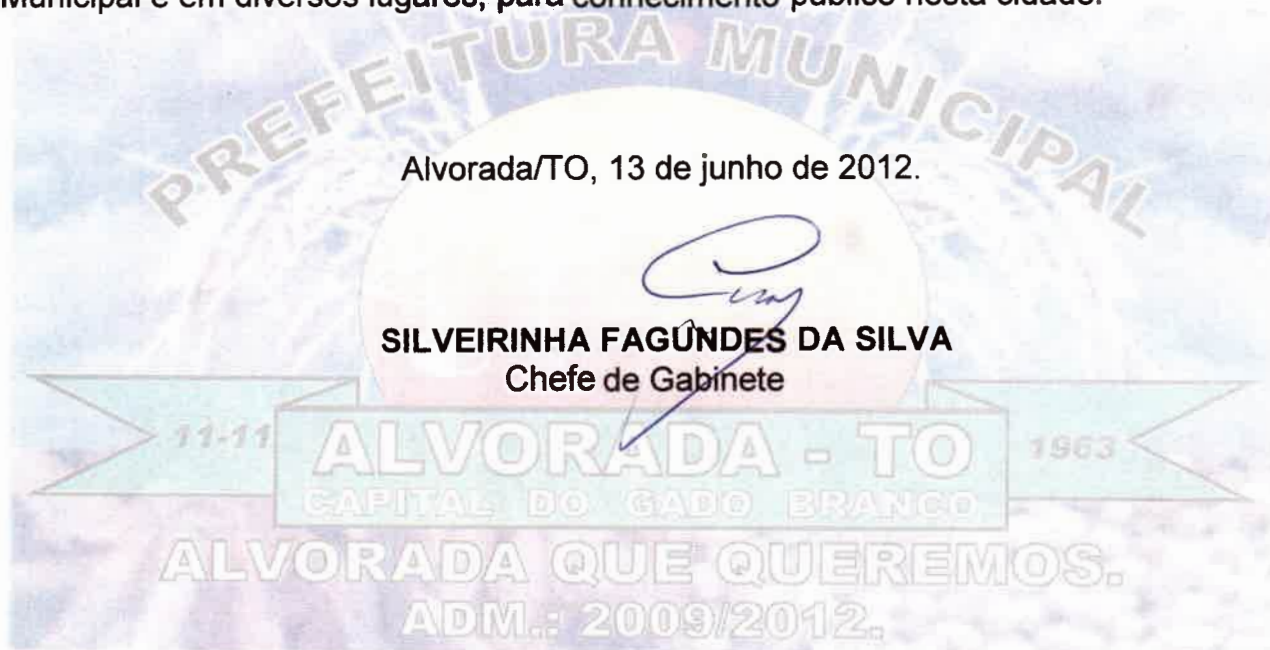 Municipal e em diversos lugares, para conhecimento público nesta cidade.
PREFEITURA MUNICIPAL
Alvorada/TO, 13 de junho de 2012.
SILVEIRINHA FAGUNDES DA SILVA
Chefe de Gabinete
11-11 ALVORADA - TO 1963
CAPITAL DO GADO BRANCO
ALVORADA QUE QUEREMOS.
ADM.: 2009/2012.